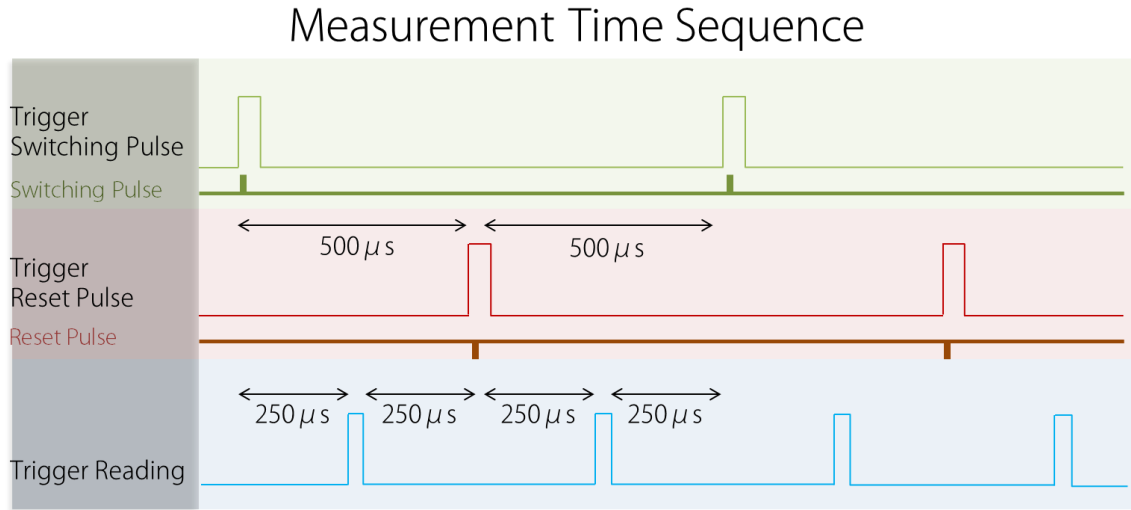 Measurement Time Sequence
Trigger
Switching Pulse
Switching Pulse
500 μ s
500 μ s
Trigger
Reset Pulse
Reset Pulse
250 μ s
250 μ s
250 μ s
250 μ s
Trigger Reading